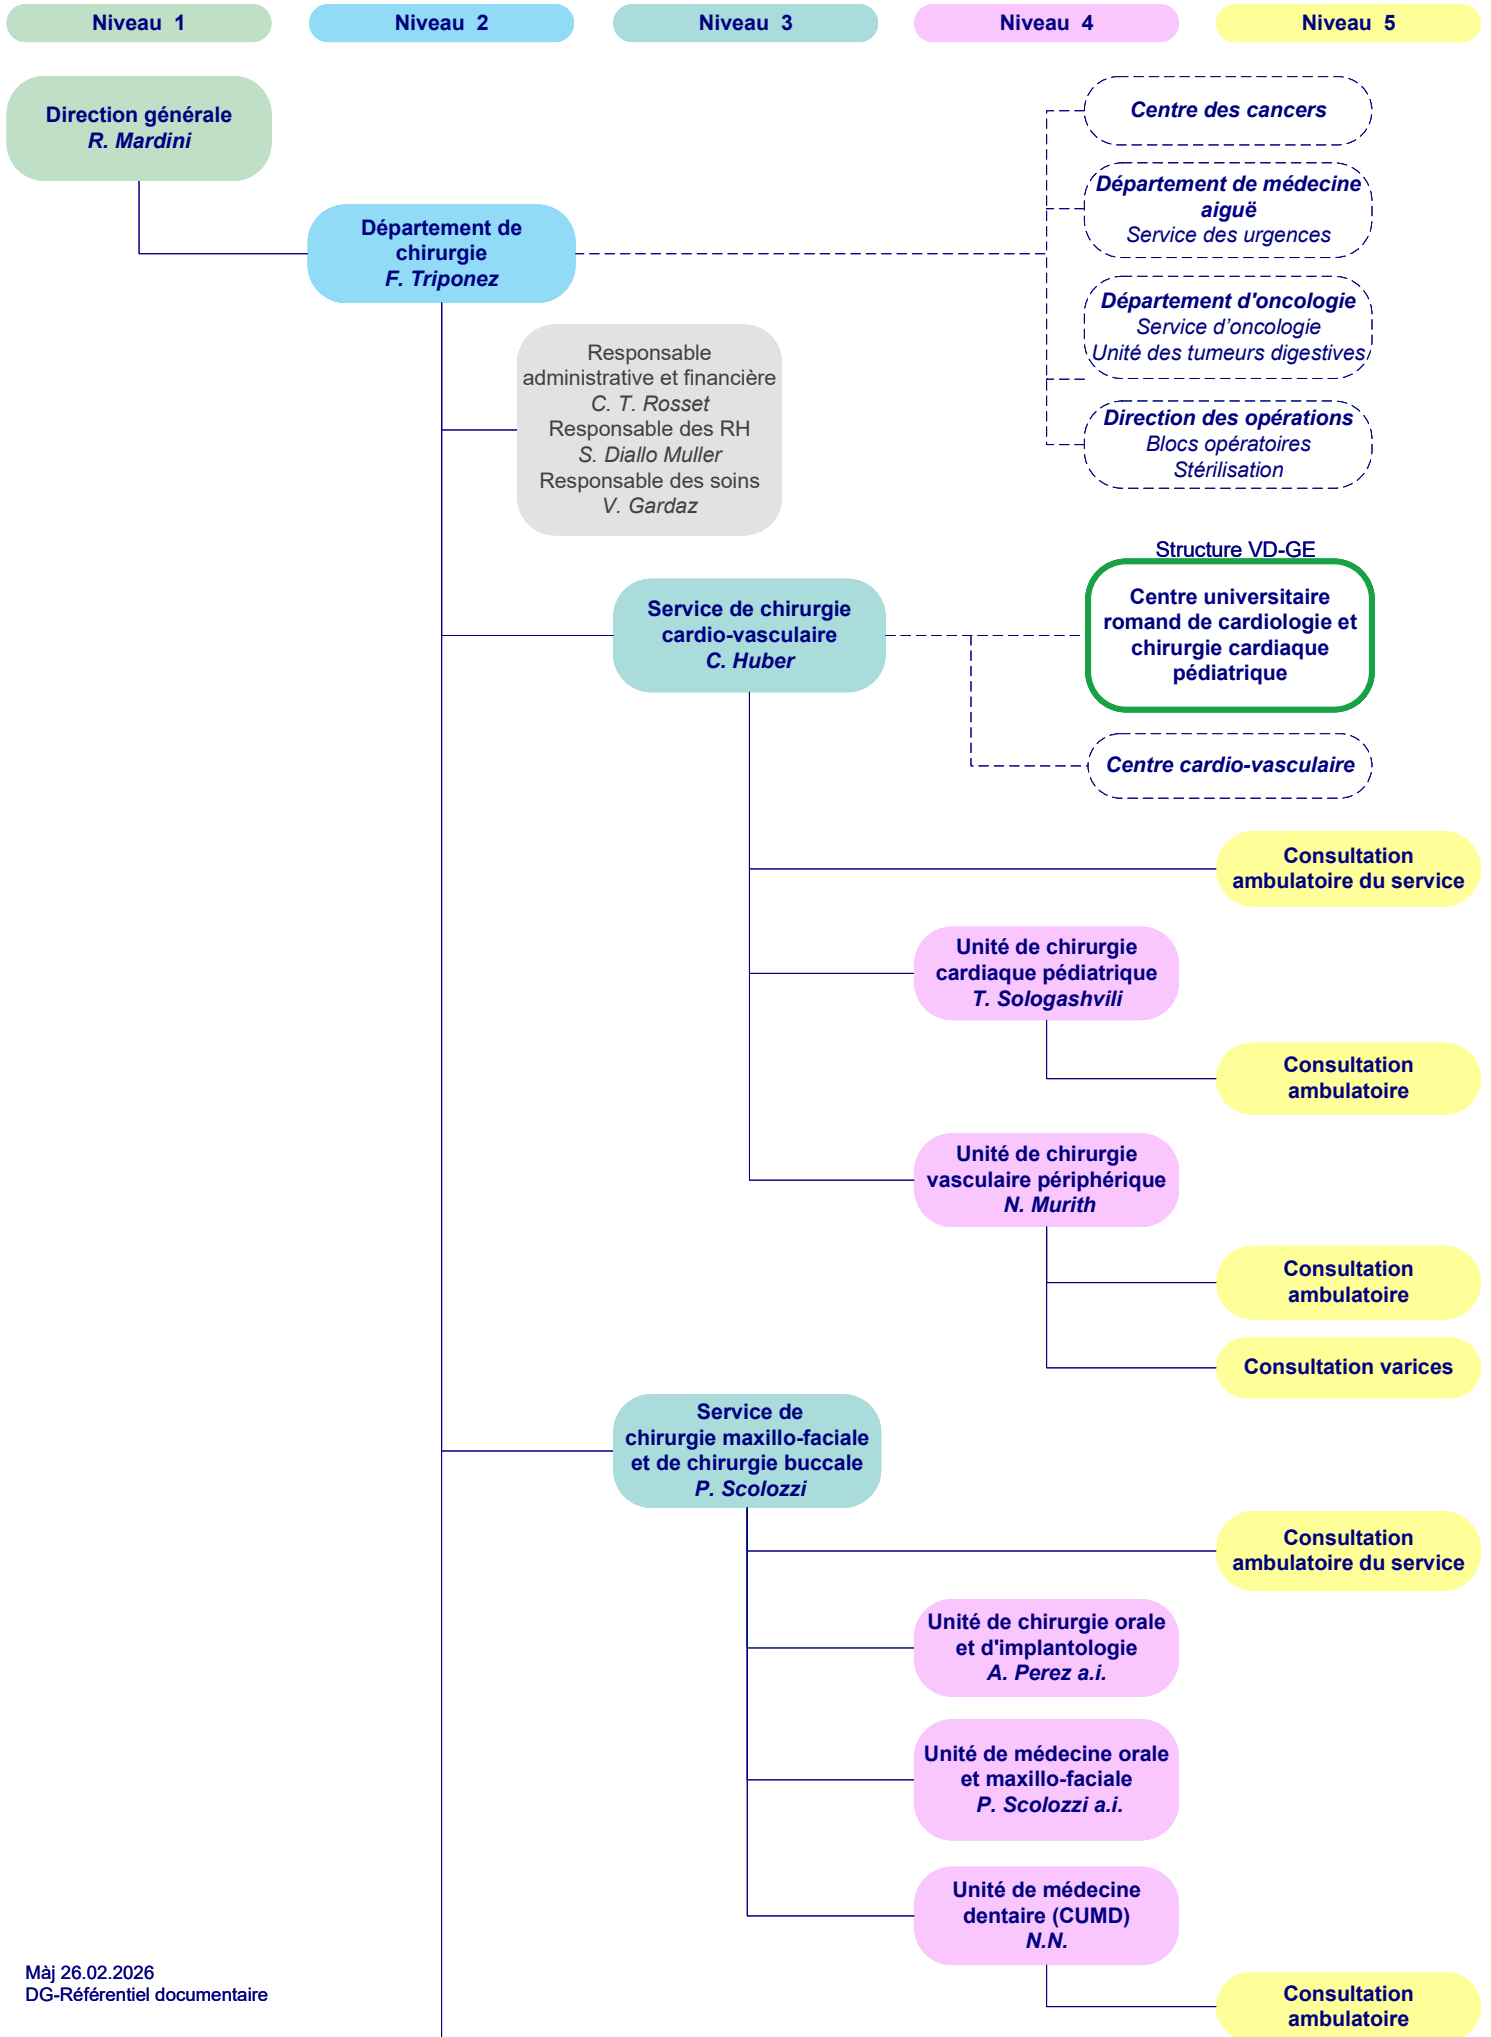 Niveau 1
Niveau 2
Niveau 3
Niveau 4
Niveau 5
Direction générale
R. Mardini
Département de
chirurgie
F. Triponez
Centre des cancers
Département de médecine
aiguë
Service des urgences
Département d'oncologie
Service d’oncologie
Unité des tumeurs digestives
Direction des opérations
Blocs opératoires
Stérilisation
Responsable
administrative et financière
C. T. Rosset
Responsable des RH
S. Diallo Muller
Responsable des soins
V. Gardaz
Structure VD-GE
Centre universitaire
romand de cardiologie et
chirurgie cardiaque
pédiatrique
Service de chirurgie
cardio-vasculaire
C. Huber
Centre cardio-vasculaire
Consultation
ambulatoire du service
Unité de chirurgie
cardiaque pédiatrique
T. Sologashvili
Consultation
ambulatoire
Unité de chirurgie
vasculaire périphérique
N. Murith
Consultation
ambulatoire
Consultation varices
Service de
chirurgie maxillo-faciale
et de chirurgie buccale
P. Scolozzi
Consultation
ambulatoire du service
Unité de chirurgie orale
et d'implantologie
A. Perez a.i.
Unité de médecine orale
et maxillo-faciale
P. Scolozzi a.i.
Unité de médecine
dentaire (CUMD)
N.N.
Consultation
ambulatoire
Màj 26.02.2026
DG-Référentiel documentaire